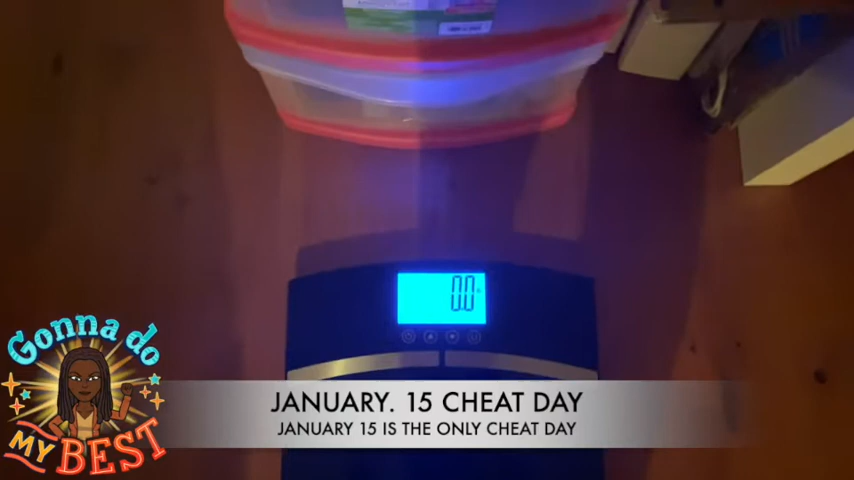 0.0
JANUARY. 15 CHEAT DAY
JANUARY 15 IS THE ONLY CHEAT DAY
Gonna do
MY BEST